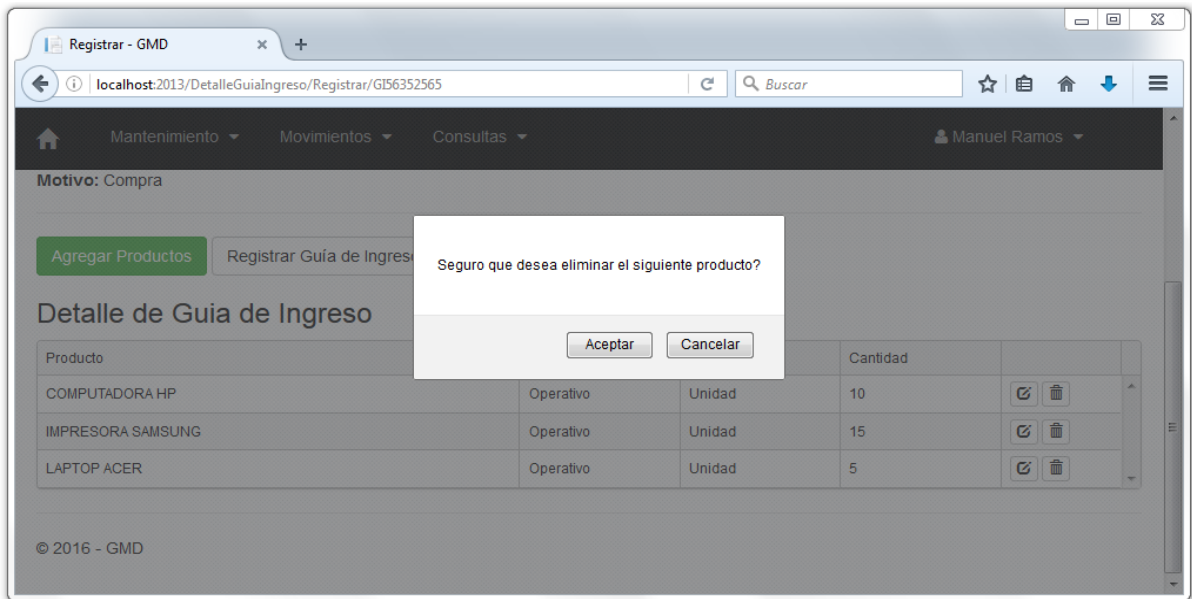 Registrar - GMD
localhost:2013/DetalleGuiaIngreso/Registrar/GI56352565
Buscar
Mantenimiento Movimientos Consultas Manuel Ramos
Motivo: Compra
Agregar Productos Registrar Guía de Ingreso
Seguro que desea eliminar el siguiente producto?
Aceptar Cancelar
Detalle de Guia de Ingreso
Producto Cantidad
COMPUTADORA HP Operativo Unidad 10
IMPRESORA SAMSUNG Operativo Unidad 15
LAPTOP ACER Operativo Unidad 5
© 2016 - GMD